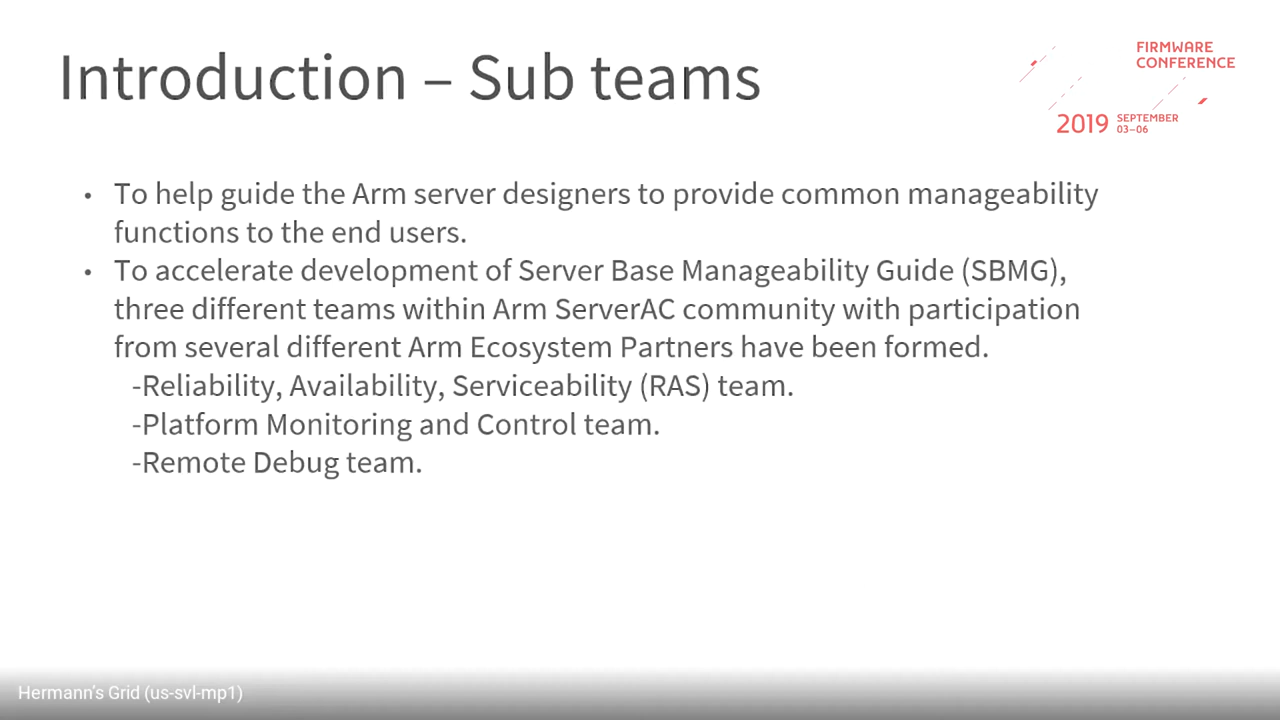 Introduction – Sub teams
FIRMWARE
CONFERENCE
2019 SEPTEMBER
03–06
• To help guide the Arm server designers to provide common manageability
functions to the end users.
• To accelerate development of Server Base Manageability Guide (SBMG),
three different teams within Arm ServerAC community with participation
from several different Arm Ecosystem Partners have been formed.
-Reliability, Availability, Serviceability (RAS) team.
-Platform Monitoring and Control team.
-Remote Debug team.
Hermann's Grid (us-svl-mp1)